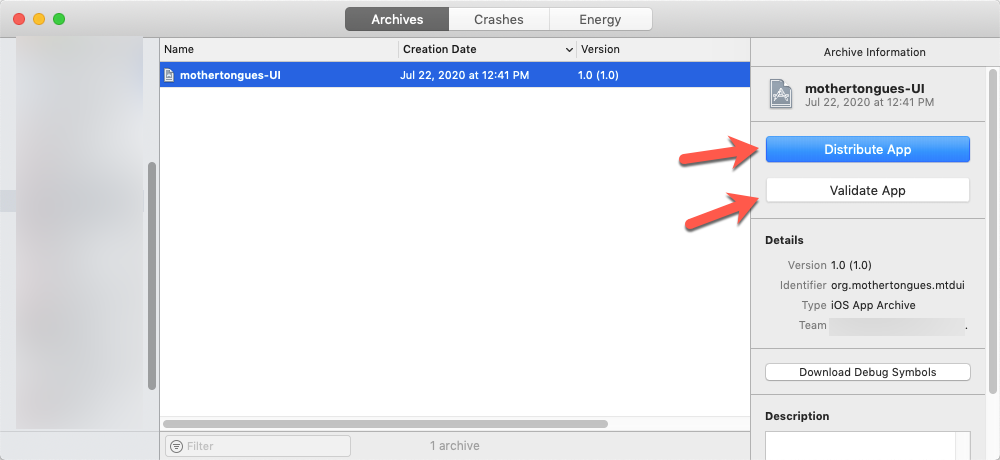 Archives Crashes Energy
Name Creation Date Version
mothertongues-UI Jul 22, 2020 at 12:41 PM 1.0 (1.0)
Filter
1 archive
Archive Information
mothertongues-UI
Jul 22, 2020 at 12:41 PM
Distribute App
Validate App
Details
Version 1.0 (1.0)
Identifier org.mothertongues.mtdui
Type iOS App Archive
Team .
Download Debug Symbols
Description